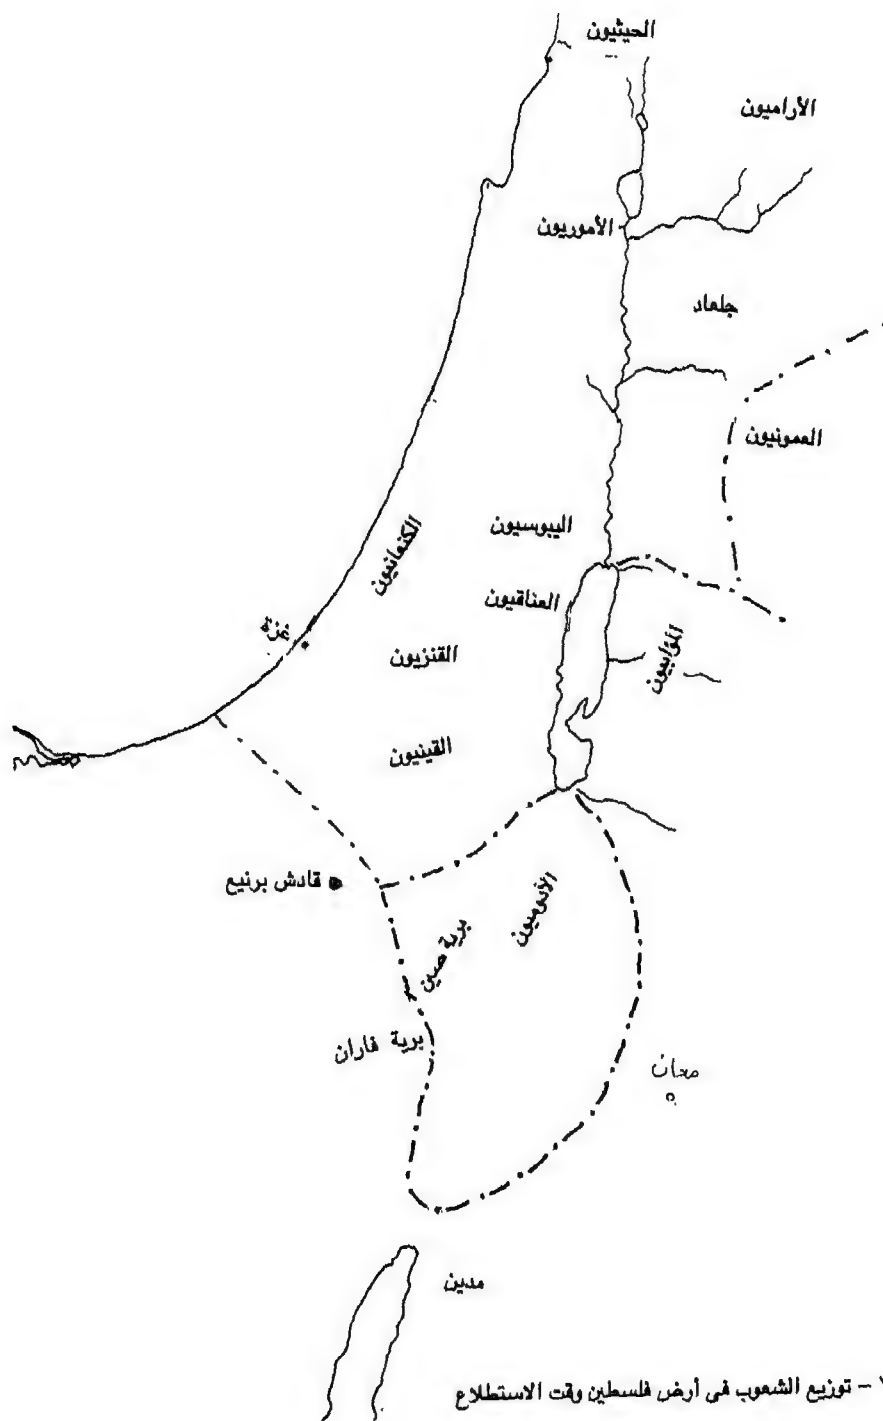 الحيثيون
الأراميون
الأموريون
جلعاد
العمونيون
الكنعانيون
اليبوسيون
العناقيون
غزة
المؤابيون
القنزيون
القينيون
قادش برنيع
الأدوميون
برية صين
برية فاران
معان
مدين
– توزيع الشعوب فى أرض فلسطين وقت الاستطلاع